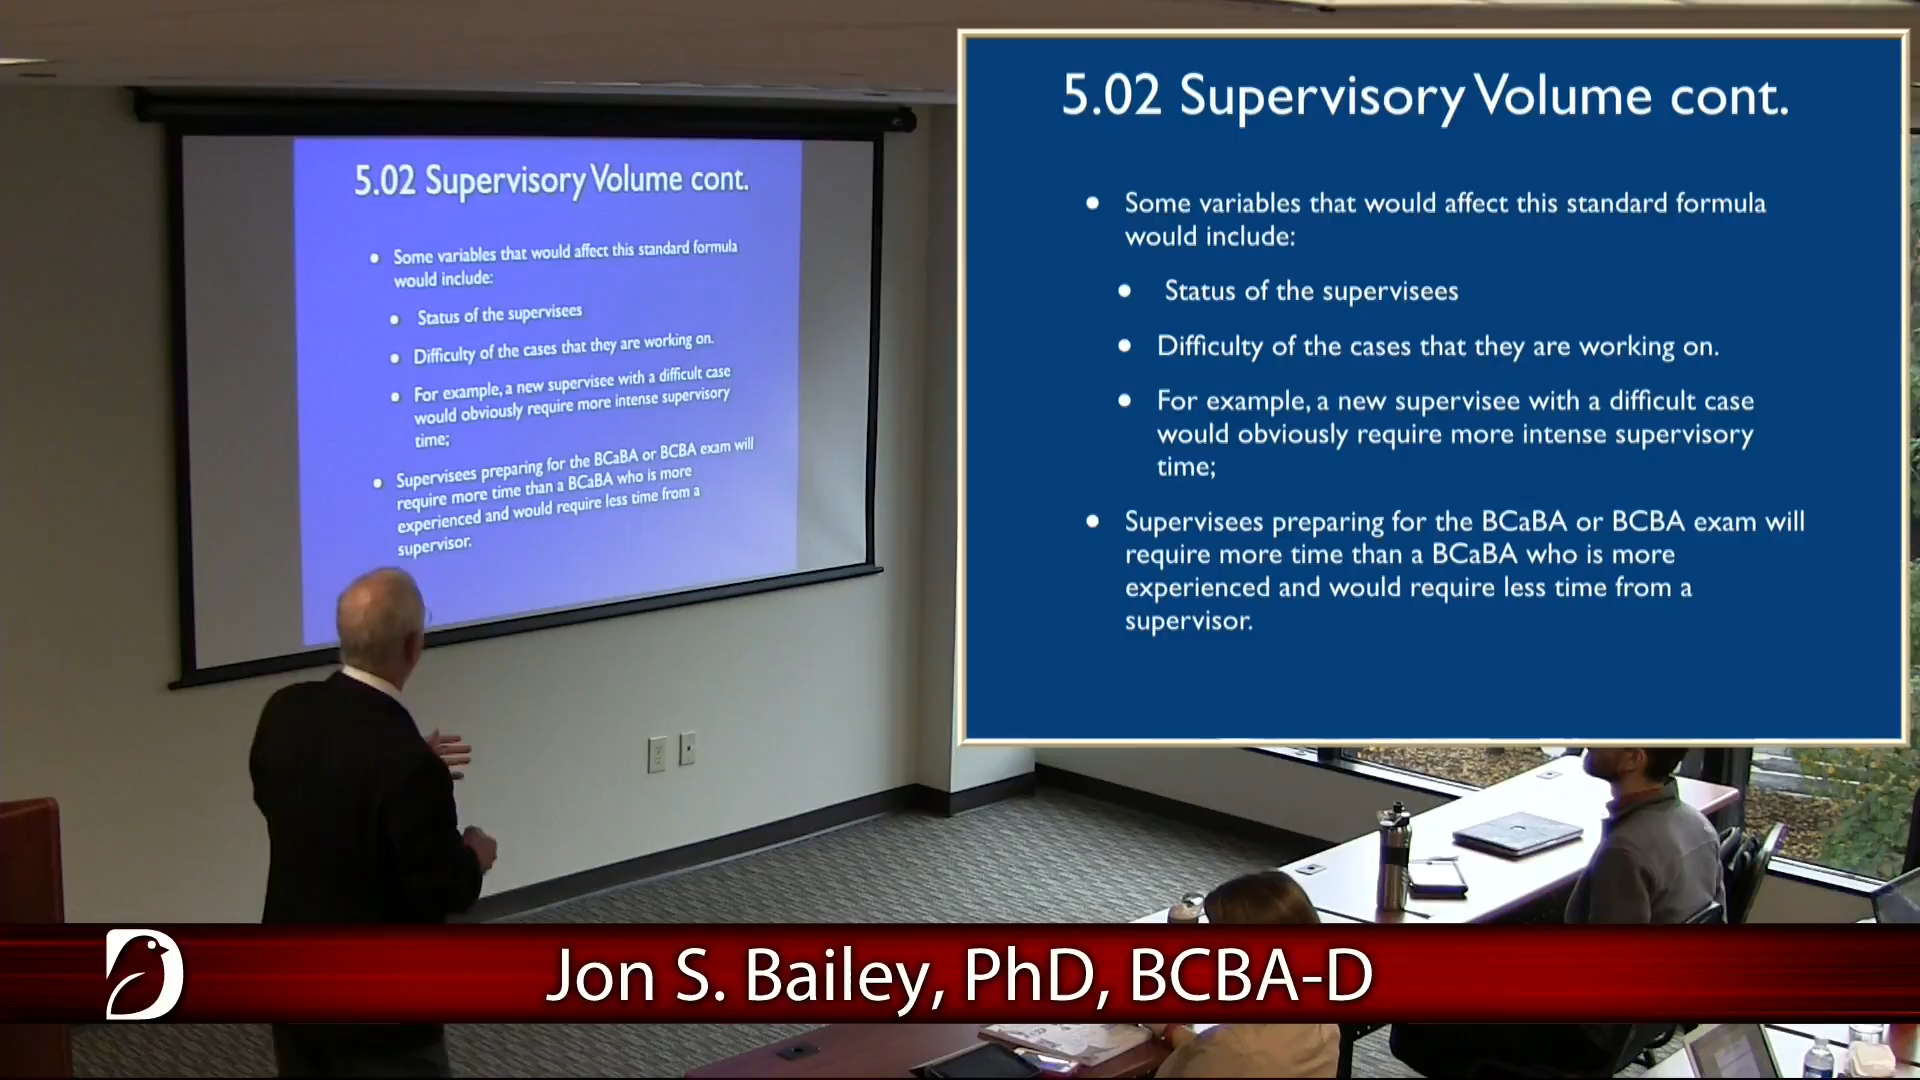 5.02 Supervisory Volume cont.
• Some variables that would affect this standard formula
would include:
• Status of the supervisees
• Difficulty of the cases that they are working on.
• For example, a new supervisee with a difficult case
would obviously require more intense supervisory
time;
• Supervisees preparing for the BCaBA or BCBA exam will
require more time than a BCaBA who is more
experienced and would require less time from a
supervisor.
5.02 Supervisory Volume cont.
• Some variables that would affect this standard formula
would include:
• Status of the supervisees
• Difficulty of the cases that they are working on.
• For example, a new supervisee with a difficult case
would obviously require more intense supervisory
time;
• Supervisees preparing for the BCaBA or BCBA exam will
require more time than a BCaBA who is more
experienced and would require less time from a
supervisor.
Jon S. Bailey, PhD, BCBA-D